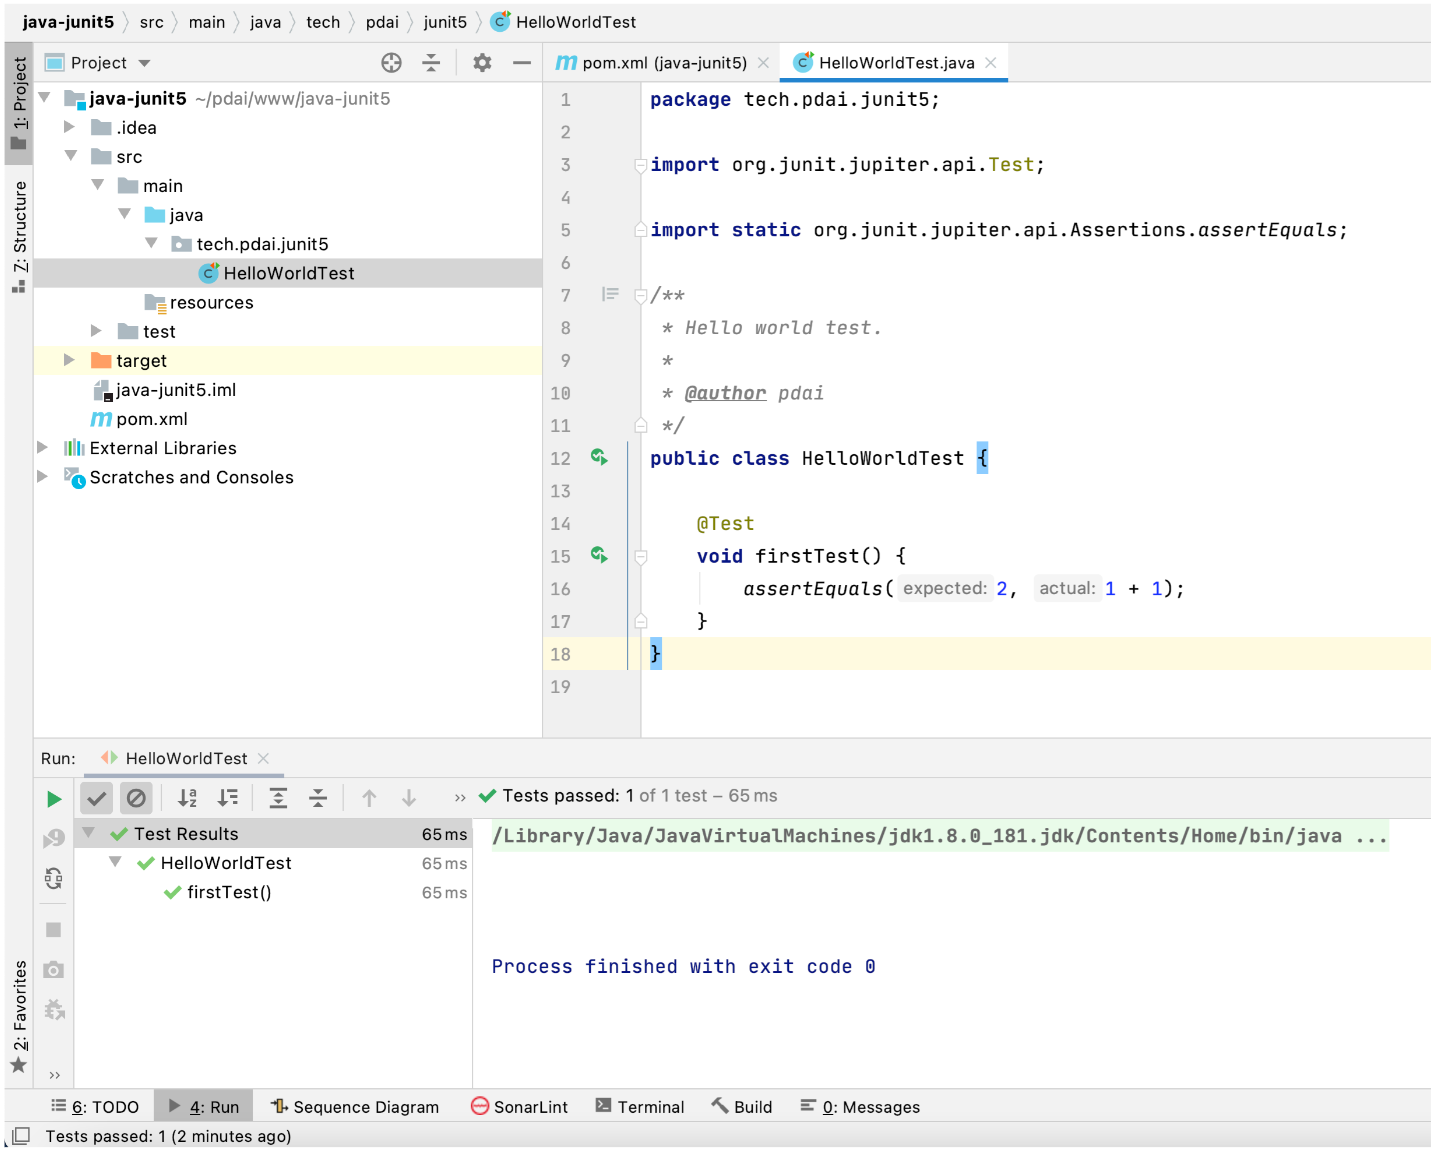 java-junit5 src main java tech pdai junit5 HelloWorldTest
1: Project
Z: Structure
2: Favorites
Project
java-junit5 ~/pdai/www/java-junit5
.idea
src
main
java
tech.pdai.junit5
HelloWorldTest
resources
test
target
java-junit5.iml
pom.xml
External Libraries
Scratches and Consoles
pom.xml (java-junit5) HelloWorldTest.java
1 package tech.pdai.junit5;
2
3 import org.junit.jupiter.api.Test;
4
5 import static org.junit.jupiter.api.Assertions.assertEquals;
6
7 /**
8 * Hello world test.
9 *
10 * @author pdai
11 */
12 public class HelloWorldTest {
13
14 @Test
15 void firstTest() {
16 assertEquals( expected: 2, actual: 1 + 1);
17 }
18 }
19
Run: HelloWorldTest
Tests passed: 1 of 1 test – 65 ms
Test Results 65 ms
HelloWorldTest 65 ms
firstTest() 65 ms
/Library/Java/JavaVirtualMachines/jdk1.8.0_181.jdk/Contents/Home/bin/java ...
Process finished with exit code 0
6: TODO 4: Run Sequence Diagram SonarLint Terminal Build 0: Messages
Tests passed: 1 (2 minutes ago)